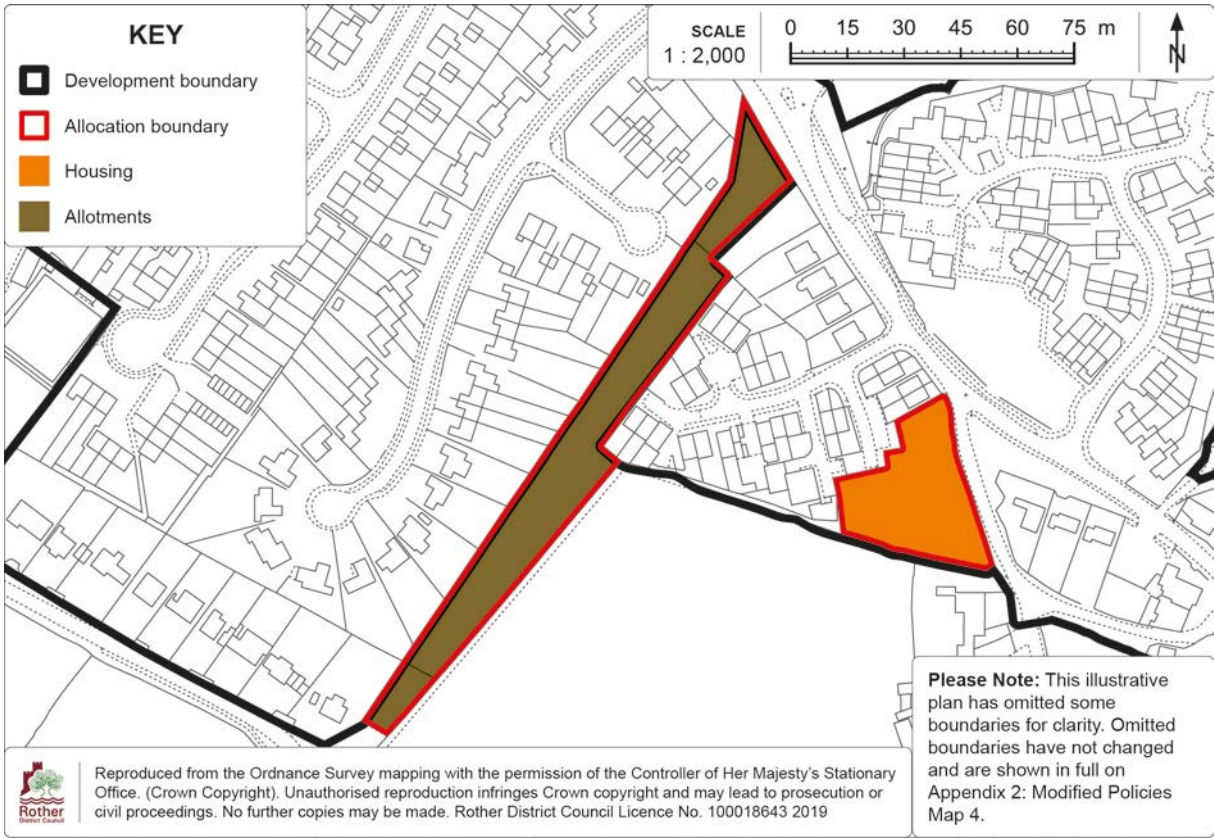 KEY
Development boundary
Allocation boundary
Housing
Allotments
SCALE
1 : 2,000
0 15 30 45 60 75 m
N
Please Note: This illustrative
plan has omitted some
boundaries for clarity. Omitted
boundaries have not changed
and are shown in full on
Appendix 2: Modified Policies
Map 4.
Rother
District Council
Reproduced from the Ordnance Survey mapping with the permission of the Controller of Her Majesty's Stationary
Office. (Crown Copyright). Unauthorised reproduction infringes Crown copyright and may lead to prosecution or
civil proceedings. No further copies may be made. Rother District Council Licence No. 100018643 2019